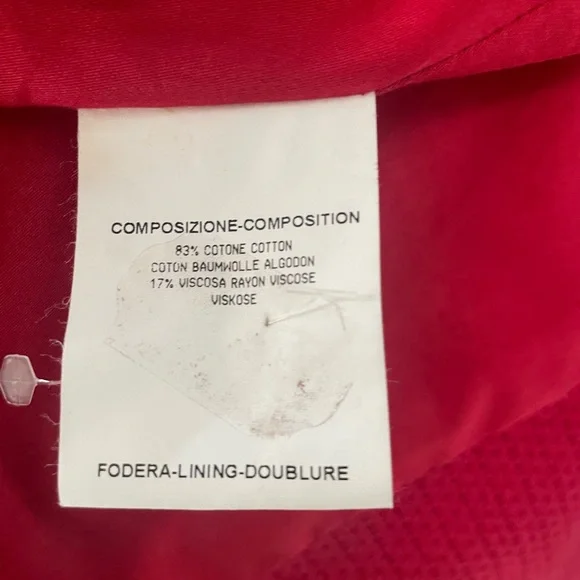 COMPOSIZIONE-COMPOSITION
83% COTONE COTTON
COTON BAUMWOLLE ALGODON
17% VISCOSA RAYON VISCOSE
VISKOSE
FODERA-LINING-DOUBLURE